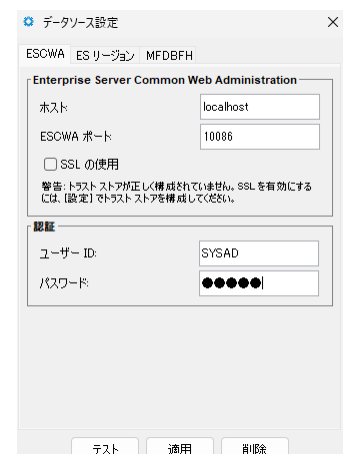 データソース設定
ESCWA ES リージョン MFDBFH
Enterprise Server Common Web Administration
ホスト: localhost
ESCWA ポート: 10086
SSL の使用
警告: トラスト ストアが正しく構成されていません。SSL を有効にする
には、[設定] でトラスト ストアを構成してください。
認証
ユーザー ID: SYSAD
パスワード: ●●●●●
テスト 適用 削除